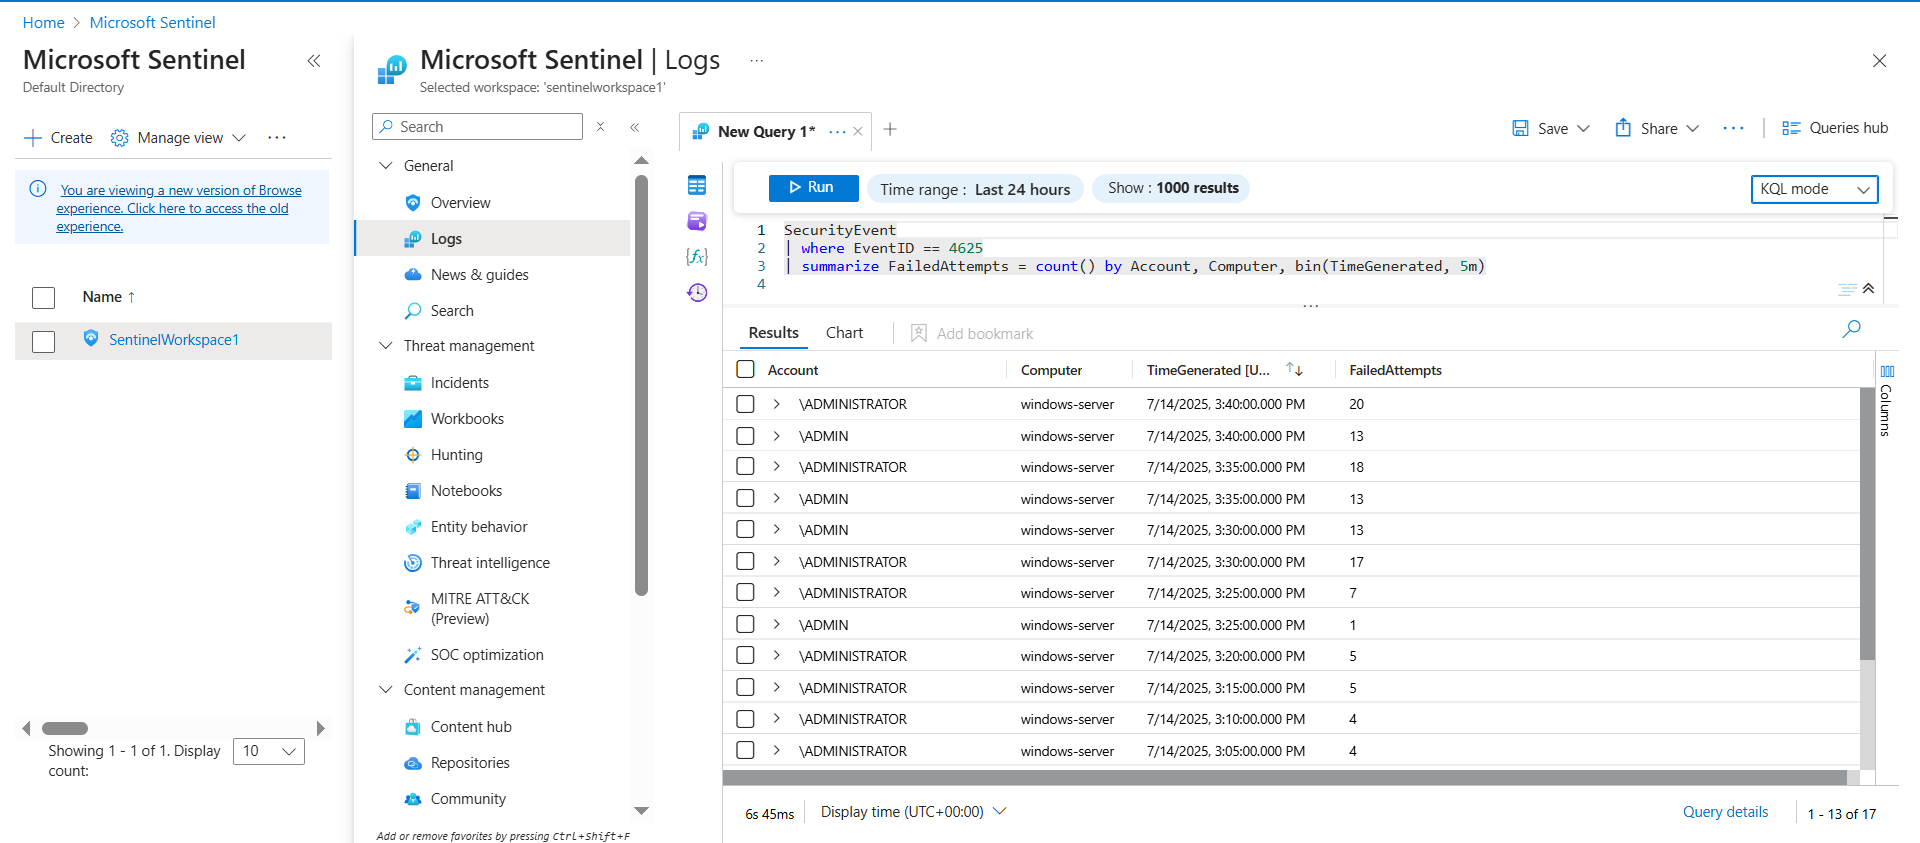 Home > Microsoft Sentinel
Microsoft Sentinel «
Default Directory
+ Create Manage view ···
You are viewing a new version of Browse
experience. Click here to access the old
experience.
Name ↑
SentinelWorkspace1
Showing 1 - 1 of 1. Display
count: 10
Microsoft Sentinel | Logs ···
Selected workspace: 'sentinelworkspace1'
Search
General
Overview
Logs
News & guides
Search
Threat management
Incidents
Workbooks
Hunting
Notebooks
Entity behavior
Threat intelligence
MITRE ATT&CK
(Preview)
SOC optimization
Content management
Content hub
Repositories
Community
Add or remove favorites by pressing Ctrl+Shift+F
New Query 1* ··· × +
Save Share ··· Queries hub
Run Time range : Last 24 hours Show : 1000 results KQL mode
1 SecurityEvent
2 | where EventID == 4625
3 | summarize FailedAttempts = count() by Account, Computer, bin(TimeGenerated, 5m)
4
Results Chart Add bookmark
Account Computer TimeGenerated [U... ↑↓ FailedAttempts
\ADMINISTRATOR windows-server 7/14/2025, 3:40:00.000 PM 20
\ADMIN windows-server 7/14/2025, 3:40:00.000 PM 13
\ADMINISTRATOR windows-server 7/14/2025, 3:35:00.000 PM 18
\ADMIN windows-server 7/14/2025, 3:35:00.000 PM 13
\ADMIN windows-server 7/14/2025, 3:30:00.000 PM 13
\ADMINISTRATOR windows-server 7/14/2025, 3:30:00.000 PM 17
\ADMINISTRATOR windows-server 7/14/2025, 3:25:00.000 PM 7
\ADMIN windows-server 7/14/2025, 3:25:00.000 PM 1
\ADMINISTRATOR windows-server 7/14/2025, 3:20:00.000 PM 5
\ADMINISTRATOR windows-server 7/14/2025, 3:15:00.000 PM 5
\ADMINISTRATOR windows-server 7/14/2025, 3:10:00.000 PM 4
\ADMINISTRATOR windows-server 7/14/2025, 3:05:00.000 PM 4
Columns
6s 45ms Display time (UTC+00:00) Query details 1 - 13 of 17